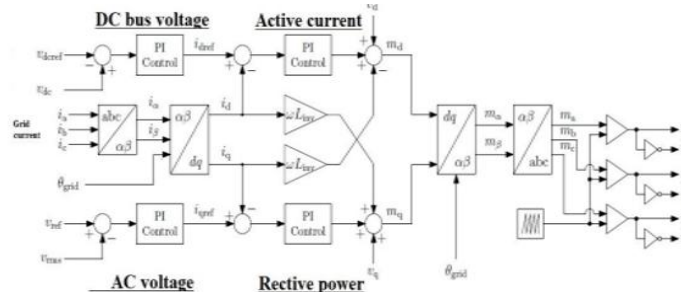 DC bus voltage
Active current
v_d
v_dcref
PI
Control
i_dref
PI
Control
m_d
v_dc
Grid
current
i_a
i_b
i_c
abc
αβ
i_α
i_β
αβ
dq
i_d
i_q
ωL_inv
ωL_inv
dq
αβ
m_α
m_β
αβ
abc
m_a
m_b
m_c
θ_grid
v_ref
PI
Control
i_qref
PI
Control
m_q
v_rms
v_q
θ_grid
AC voltage
Rective power